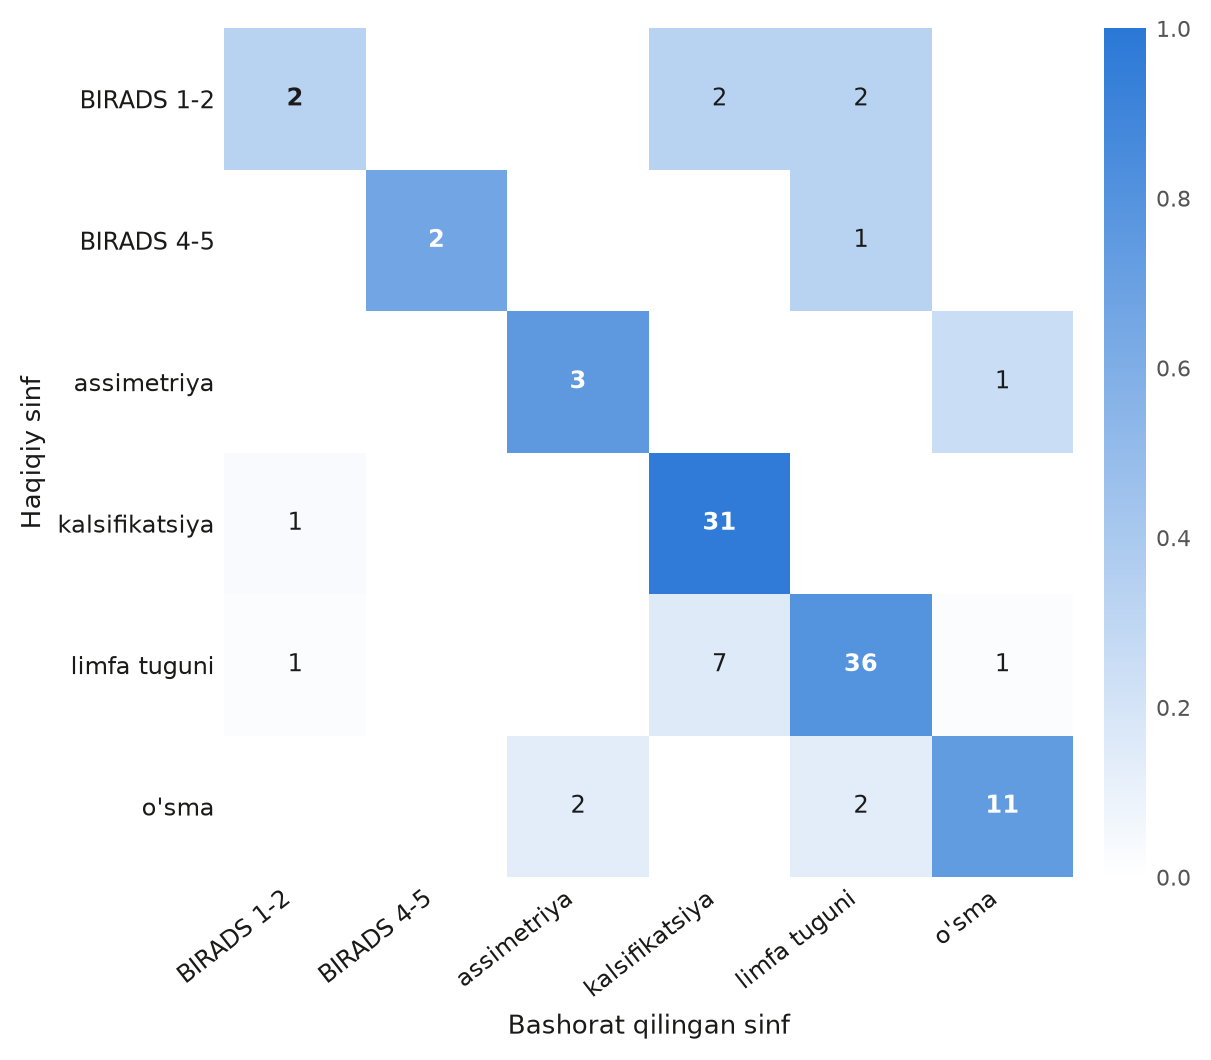 1.0
BIRADS 1-2
2
2
2
0.8
BIRADS 4-5
2
1
assimetriya
3
1
0.6
Haqiqiy sinf
kalsifikatsiya
1
31
0.4
limfa tuguni
1
7
36
1
0.2
o'sma
2
2
11
0.0
BIRADS 1-2
BIRADS 4-5
assimetriya
kalsifikatsiya
limfa tuguni
o'sma
Bashorat qilingan sinf